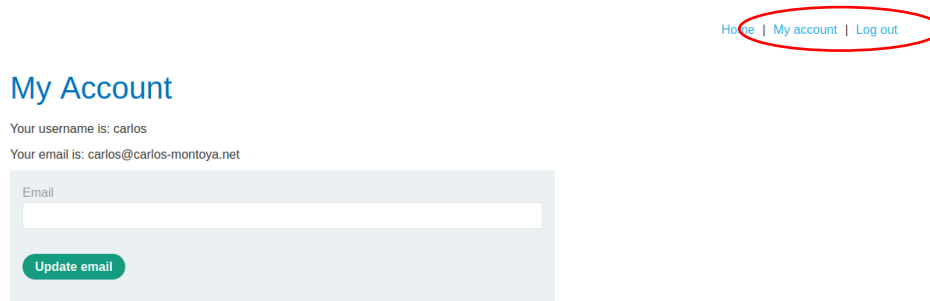 Home | My account | Log out
My Account
Your username is: carlos
Your email is: carlos@carlos-montoya.net
Email
Update email